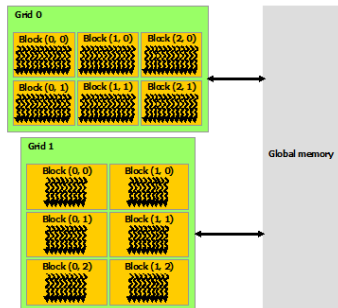 Grid 0
Block (0, 0) Block (1, 0) Block (2, 0)
Block (0, 1) Block (1, 1) Block (2, 1)
Global memory
Grid 1
Block (0, 0) Block (1, 0)
Block (0, 1) Block (1, 1)
Block (0, 2) Block (1, 2)